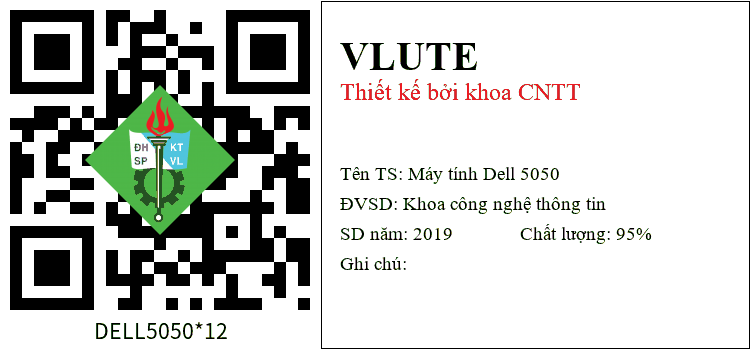 ĐH KT
SP VL
DELL5050*12
VLUTE
Thiết kế bởi khoa CNTT
Tên TS: Máy tính Dell 5050
ĐVSD: Khoa công nghệ thông tin
SD năm: 2019 Chất lượng: 95%
Ghi chú: